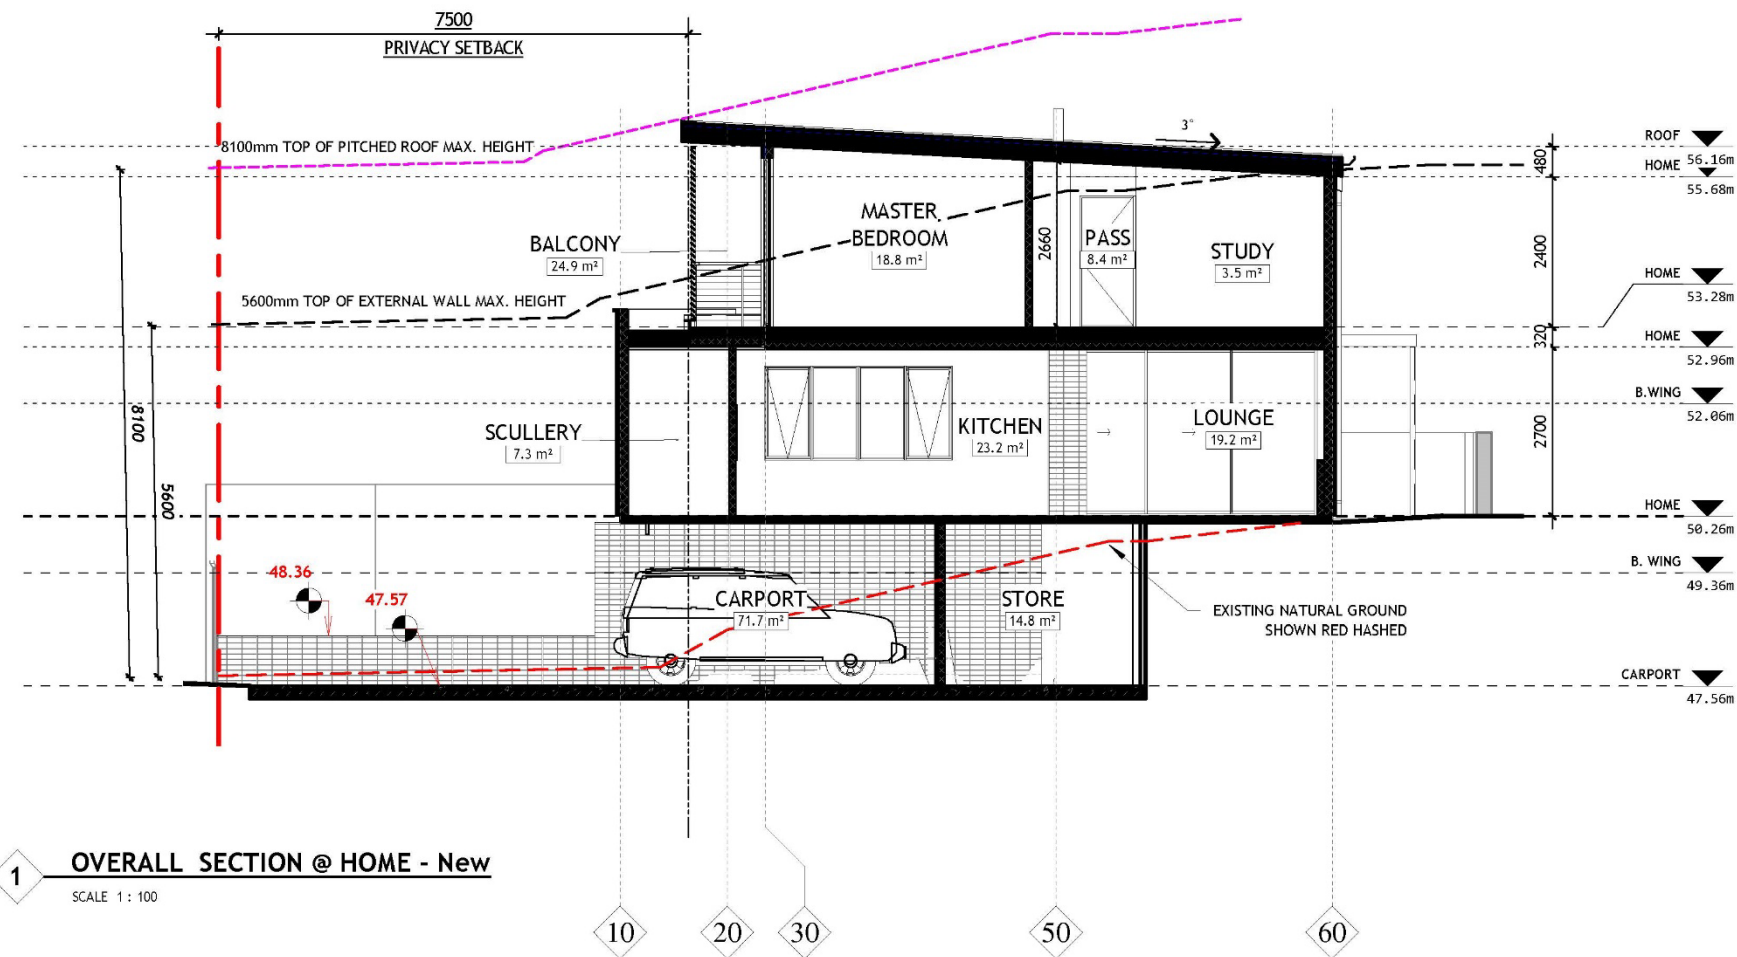 7500
PRIVACY SETBACK
8100mm TOP OF PITCHED ROOF MAX. HEIGHT
3°
ROOF
56.16m
HOME
55.68m
480
MASTER
BEDROOM
18.8 m²
BALCONY
24.9 m²
2660
PASS
8.4 m²
STUDY
3.5 m²
2400
HOME
53.28m
5600mm TOP OF EXTERNAL WALL MAX. HEIGHT
320
HOME
52.96m
B.WING
52.06m
8100
5600
SCULLERY
7.3 m²
KITCHEN
23.2 m²
LOUNGE
19.2 m²
2700
HOME
50.26m
B. WING
49.36m
48.36
47.57
CARPORT
71.7 m²
STORE
14.8 m²
EXISTING NATURAL GROUND
SHOWN RED HASHED
CARPORT
47.56m
1
OVERALL SECTION @ HOME - New
SCALE 1 : 100
10
20
30
50
60